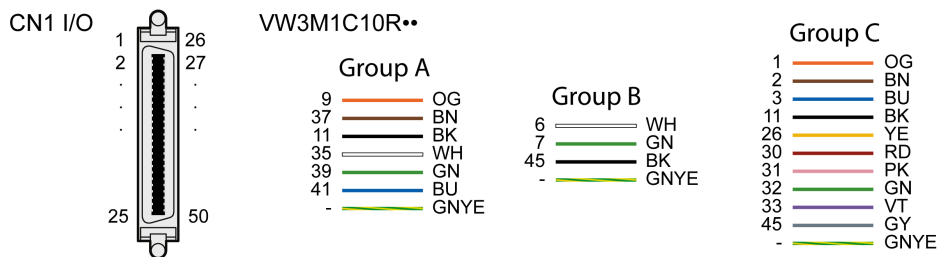 CN1 I/O
1 26
2 27
. .
. .
. .
25 50
VW3M1C10R••
Group A
9 OG
37 BN
11 BK
35 WH
39 GN
41 BU
- GNYE
Group B
6 WH
7 GN
45 BK
- GNYE
Group C
1 OG
2 BN
3 BU
11 BK
26 YE
30 RD
31 PK
32 GN
33 VT
45 GY
- GNYE